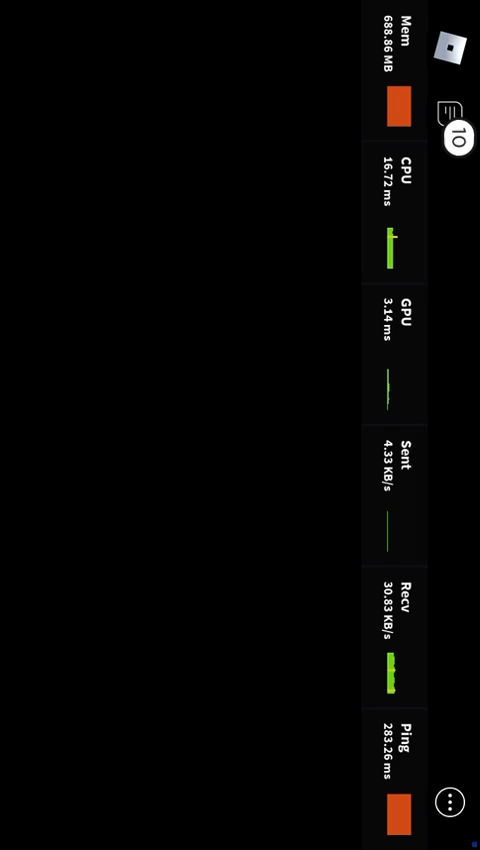 10
Mem
688.86 MB
CPU
16.72 ms
GPU
3.14 ms
Sent
4.33 KB/s
Recv
30.83 KB/s
Ping
283.26 ms